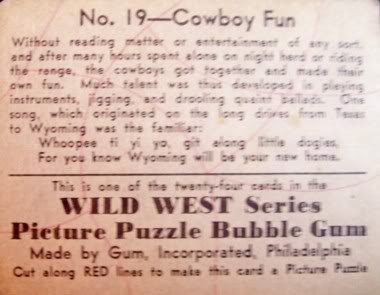 No. 19—Cowboy Fun
Without reading matter or entertainment of any sort,
and after many hours spent alone on night herd or riding
the range, the cowboys got together and made their
own fun. Much talent was thus developed in playing
instruments, jigging, and drooling quaint ballads. One
song, which originated on the long drives from Texas
to Wyoming was the familiar:
Whoopee ti yi yo, git along little dogies,
For you know Wyoming will be your new home.
This is one of the twenty-four cards in the
WILD WEST Series
Picture Puzzle Bubble Gum
Made by Gum, Incorporated, Philadelphia
Cut along RED lines to make this card a Picture Puzzle